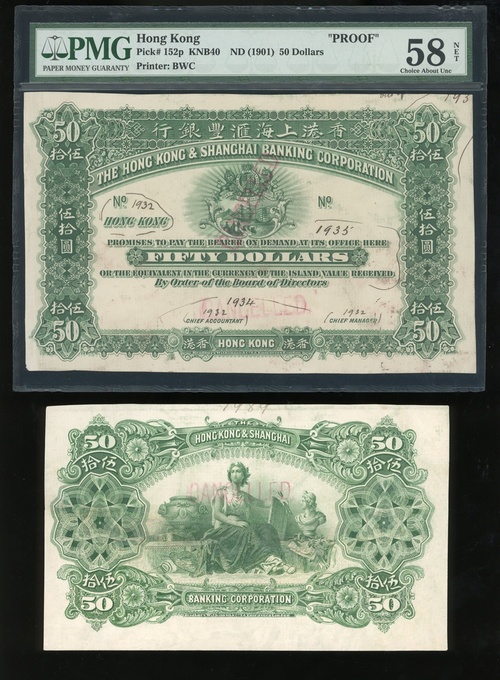 PMG
PAPER MONEY GUARANTY
Hong Kong "PROOF"
Pick# 152p KNB40 ND (1901) 50 Dollars
Printer: BWC
58 NET
Choice About Unc
193
50 香港上海滙豐銀行 50
拾伍 拾伍
THE HONG KONG & SHANGHAI BANKING CORPORATION
No 1932 No
HONG KONG 1935
伍拾圓 伍拾圓
PROMISES TO PAY THE BEARER ON DEMAND AT ITS OFFICE HERE
FIFTY DOLLARS
OR THE EQUIVALENT IN THE CURRENCY OF THE ISLAND, VALUE RECEIVED
By Order of the Board of Directors
1934
CANCELLED
1932 1932
(CHIEF ACCOUNTANT) (CHIEF MANAGER)
拾伍 拾伍
50 港香 HONG KONG 港香 50
THE
50 HONG KONG & SHANGHAI 50
拾伍 拾伍
CANCELLED
拾伍 拾伍
50 BANKING CORPORATION 50